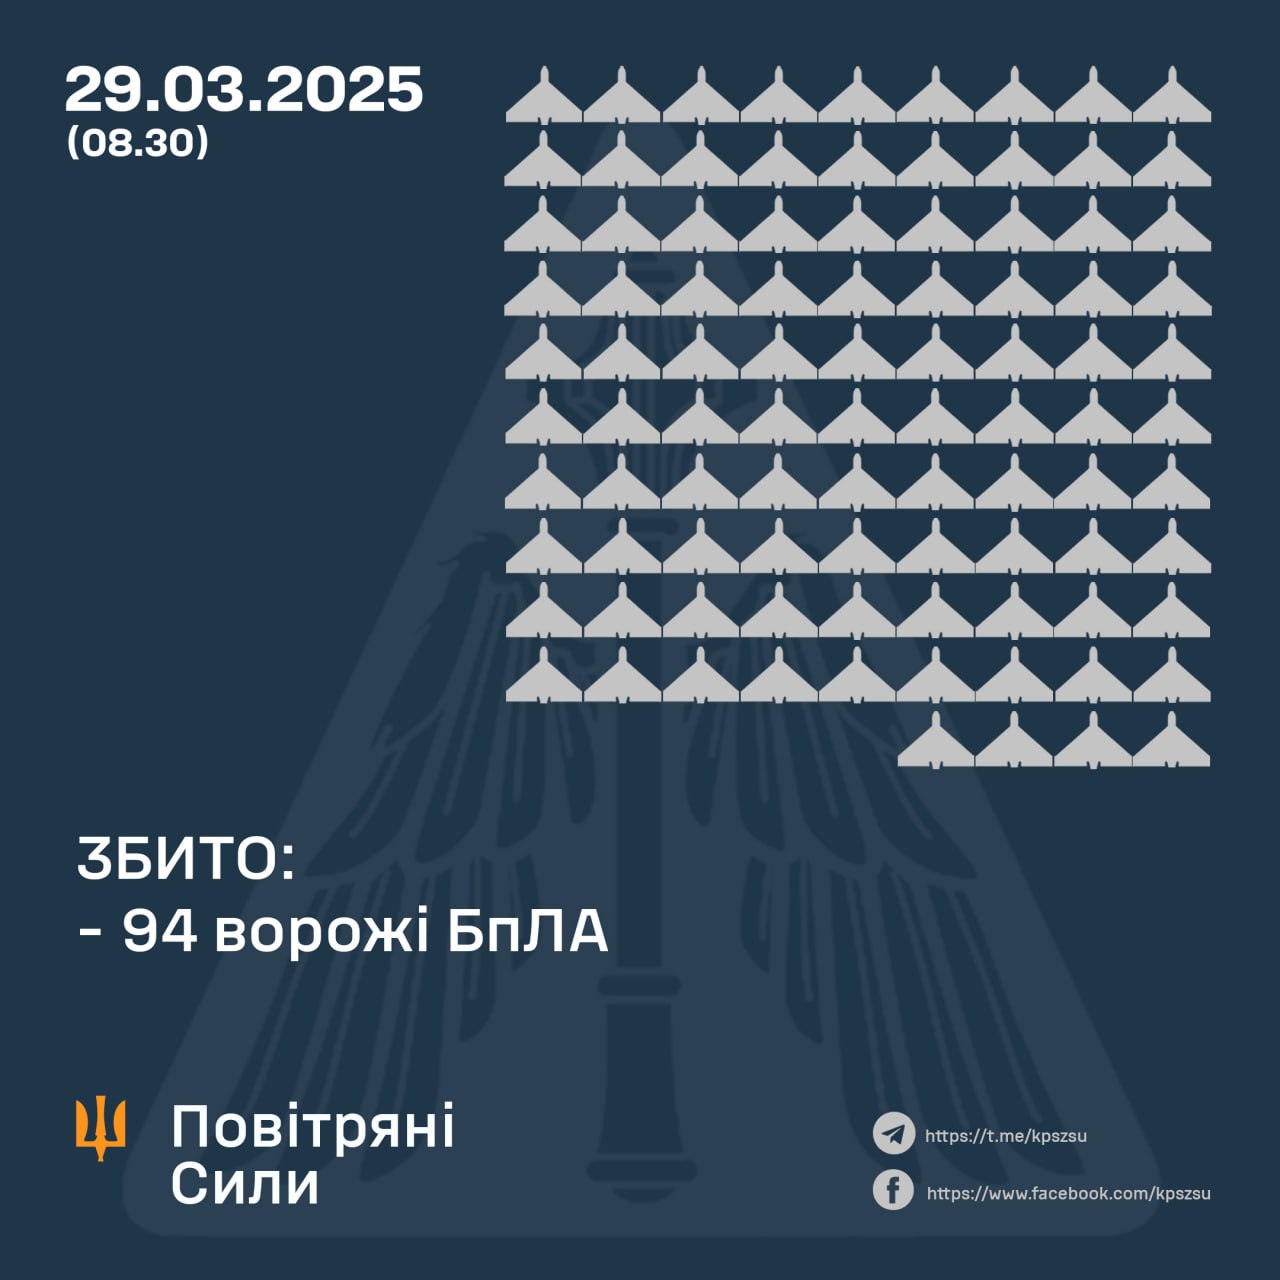 29.03.2025
(08.30)
ЗБИТО:
- 94 ворожі БпЛА
Повітряні
Сили
https://t.me/kpszsu
https://www.facebook.com/kpszsu